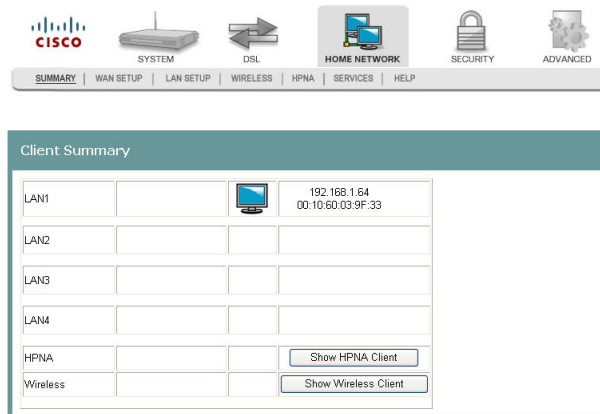 CISCO
SYSTEM DSL HOME NETWORK SECURITY ADVANCED
SUMMARY | WAN SETUP | LAN SETUP | WIRELESS | HPNA | SERVICES | HELP
Client Summary
LAN1 192.168.1.64
00:10:60:03:9F:33
LAN2
LAN3
LAN4
HPNA Show HPNA Client
Wireless Show Wireless Client